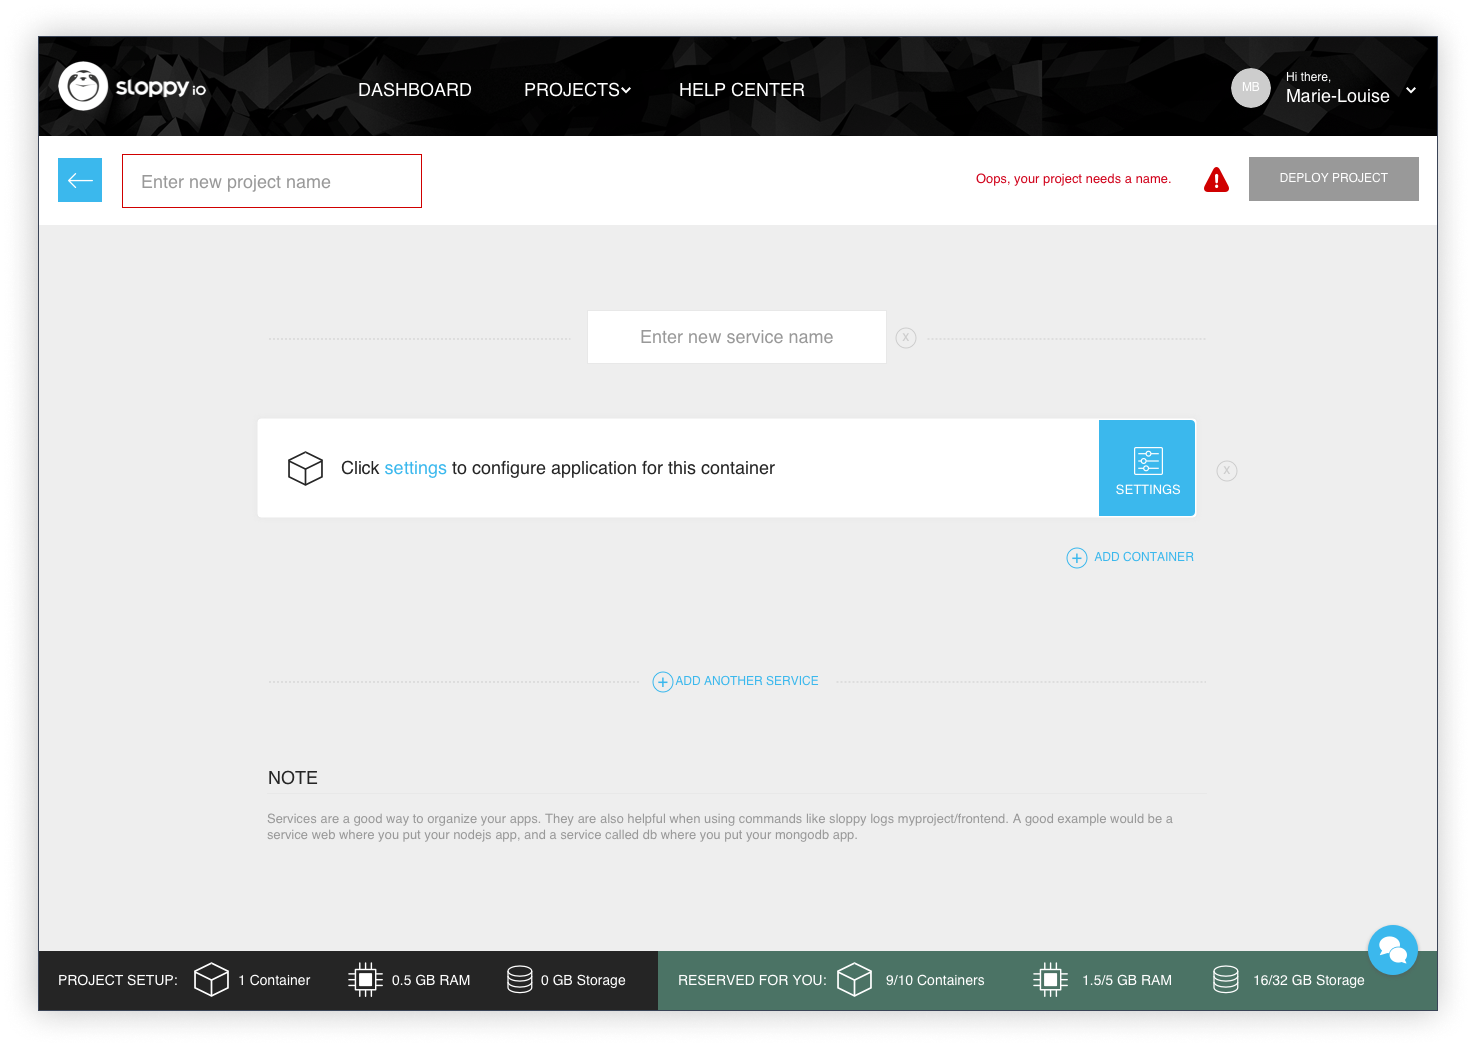 sloppy io
DASHBOARD
PROJECTS
HELP CENTER
MB
Hi there,
Marie-Louise
Enter new project name
Oops, your project needs a name.
DEPLOY PROJECT
Enter new service name
X
Click settings to configure application for this container
SETTINGS
X
ADD CONTAINER
ADD ANOTHER SERVICE
NOTE
Services are a good way to organize your apps. They are also helpful when using commands like sloppy logs myproject/frontend. A good example would be a
service web where you put your nodejs app, and a service called db where you put your mongodb app.
PROJECT SETUP:
1 Container
0.5 GB RAM
0 GB Storage
RESERVED FOR YOU:
9/10 Containers
1.5/5 GB RAM
16/32 GB Storage